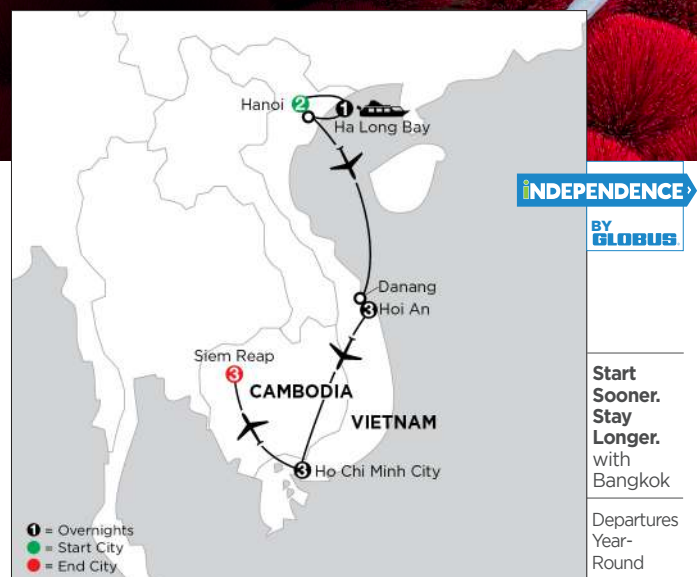 Hanoi 2
1
Ha Long Bay
iNDEPENDENCE
BY
GLOBUS.
Danang
3 Hoi An
Siem Reap
3
CAMBODIA
VIETNAM
3 Ho Chi Minh City
1 = Overnights
= Start City
= End City
Start
Sooner.
Stay
Longer.
with
Bangkok
Departures
Year-
Round